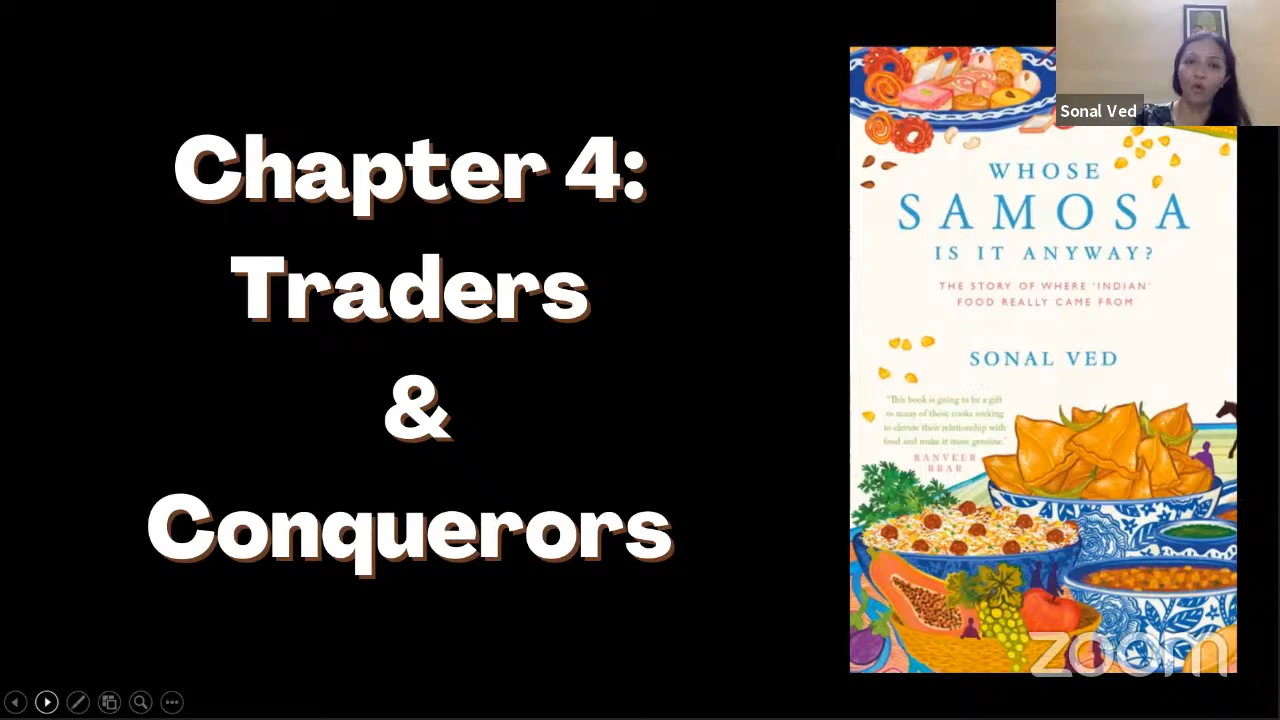 Chapter 4:
Traders
&
Conquerors
Sonal Ved
WHOSE
SAMOSA
IS IT ANYWAY?
THE STORY OF WHERE 'INDIAN'
FOOD REALLY CAME FROM
SONAL VED
"This book is going to be a gift
to many of those cooks seeking
to elevate their relationship with
food and make it more genuine."
RANVEER
BRAR
zoom